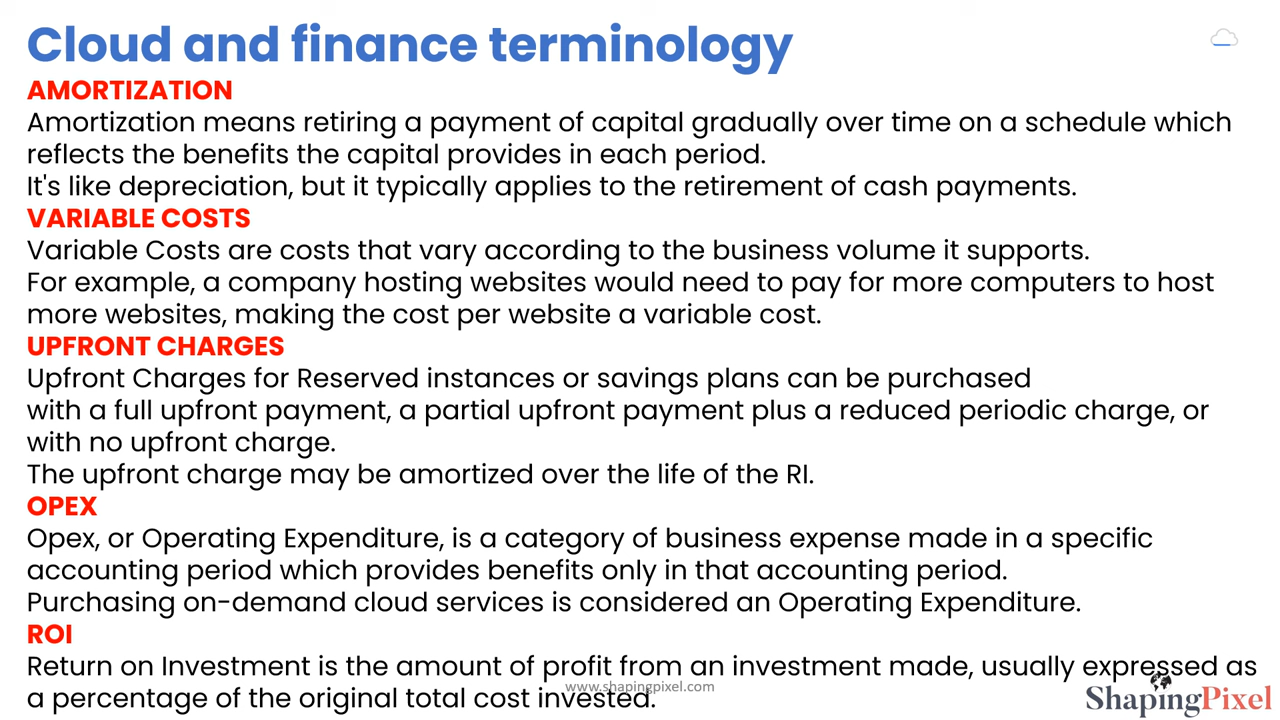 Cloud and finance terminology
AMORTIZATION
Amortization means retiring a payment of capital gradually over time on a schedule which
reflects the benefits the capital provides in each period.
It's like depreciation, but it typically applies to the retirement of cash payments.
VARIABLE COSTS
Variable Costs are costs that vary according to the business volume it supports.
For example, a company hosting websites would need to pay for more computers to host
more websites, making the cost per website a variable cost.
UPFRONT CHARGES
Upfront Charges for Reserved instances or savings plans can be purchased
with a full upfront payment, a partial upfront payment plus a reduced periodic charge, or
with no upfront charge.
The upfront charge may be amortized over the life of the RI.
OPEX
Opex, or Operating Expenditure, is a category of business expense made in a specific
accounting period which provides benefits only in that accounting period.
Purchasing on-demand cloud services is considered an Operating Expenditure.
ROI
Return on Investment is the amount of profit from an investment made, usually expressed as
a percentage of the original total cost invested.
www.shapingpixel.com
ShapingPixel